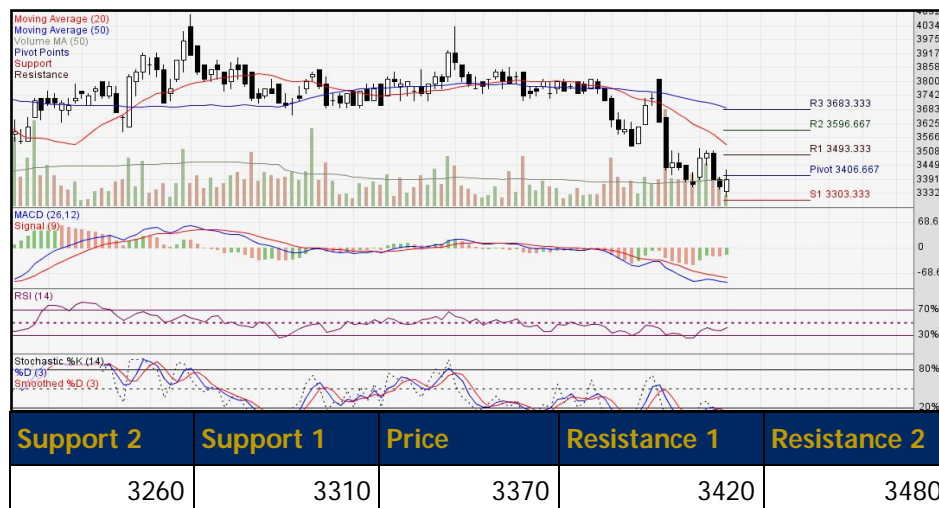 Moving Average (20)
Moving Average (50)
Volume MA (50)
Pivot Points
Support
Resistance
4034
3975
3917
3858
3800
3742
3683
3625
3566
3508
3449
3391
3332
R3 3683.333
R2 3596.667
R1 3493.333
Pivot 3406.667
S1 3303.333
MACD (26,12)
Signal (9)
68.6
0
-68.6
RSI (14)
70%
30%
Stochastic %K (14)
%D (3)
Smoothed %D (3)
80%
20%
Support 2 Support 1 Price Resistance 1 Resistance 2
3260 3310 3370 3420 3480